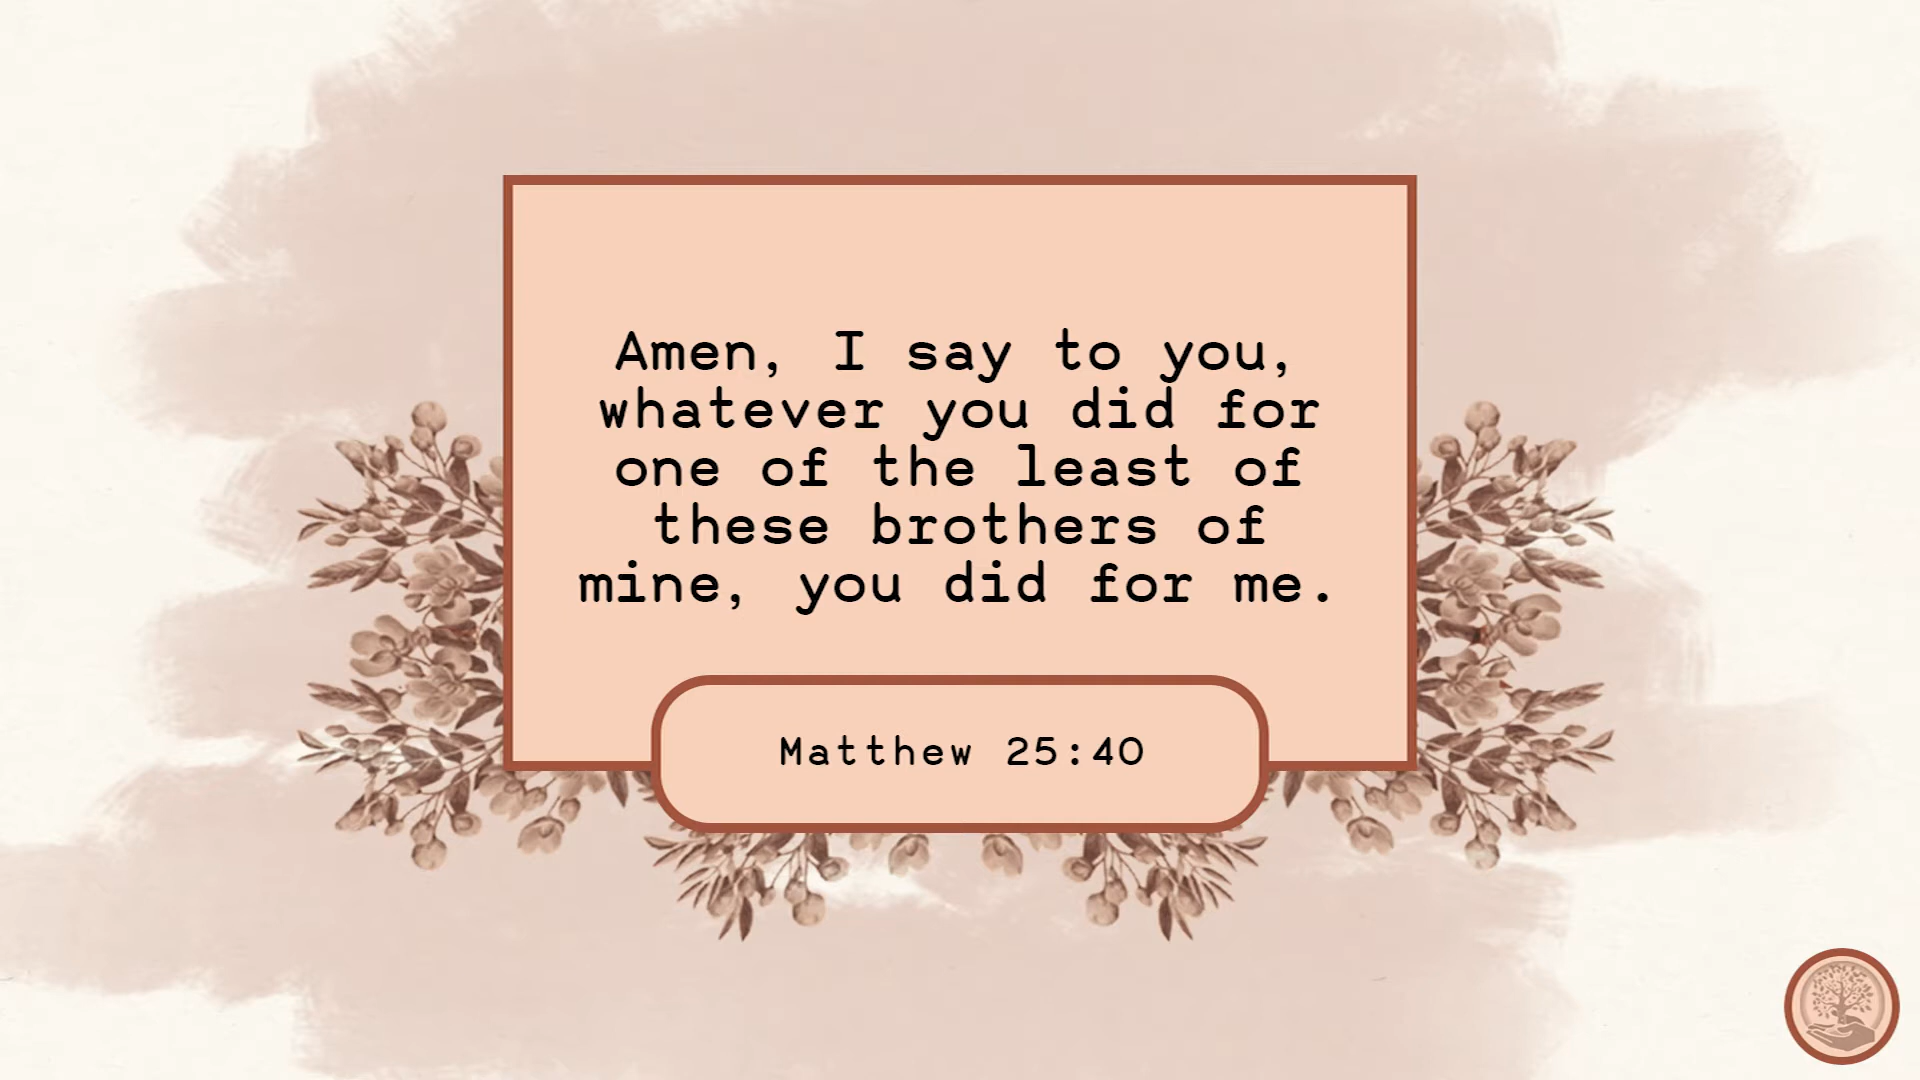 Amen, I say to you,
whatever you did for
one of the least of
these brothers of
mine, you did for me.
Matthew 25:40